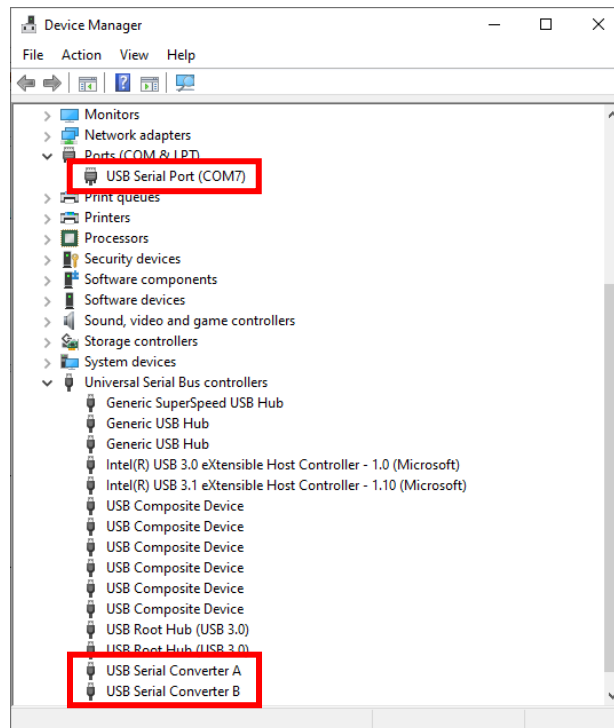 Device Manager
File Action View Help
Monitors
Network adapters
Ports (COM & LPT)
USB Serial Port (COM7)
Print queues
Printers
Processors
Security devices
Software components
Software devices
Sound, video and game controllers
Storage controllers
System devices
Universal Serial Bus controllers
Generic SuperSpeed USB Hub
Generic USB Hub
Generic USB Hub
Intel(R) USB 3.0 eXtensible Host Controller - 1.0 (Microsoft)
Intel(R) USB 3.1 eXtensible Host Controller - 1.10 (Microsoft)
USB Composite Device
USB Composite Device
USB Composite Device
USB Composite Device
USB Composite Device
USB Composite Device
USB Root Hub (USB 3.0)
USB Root Hub (USB 3.0)
USB Serial Converter A
USB Serial Converter B